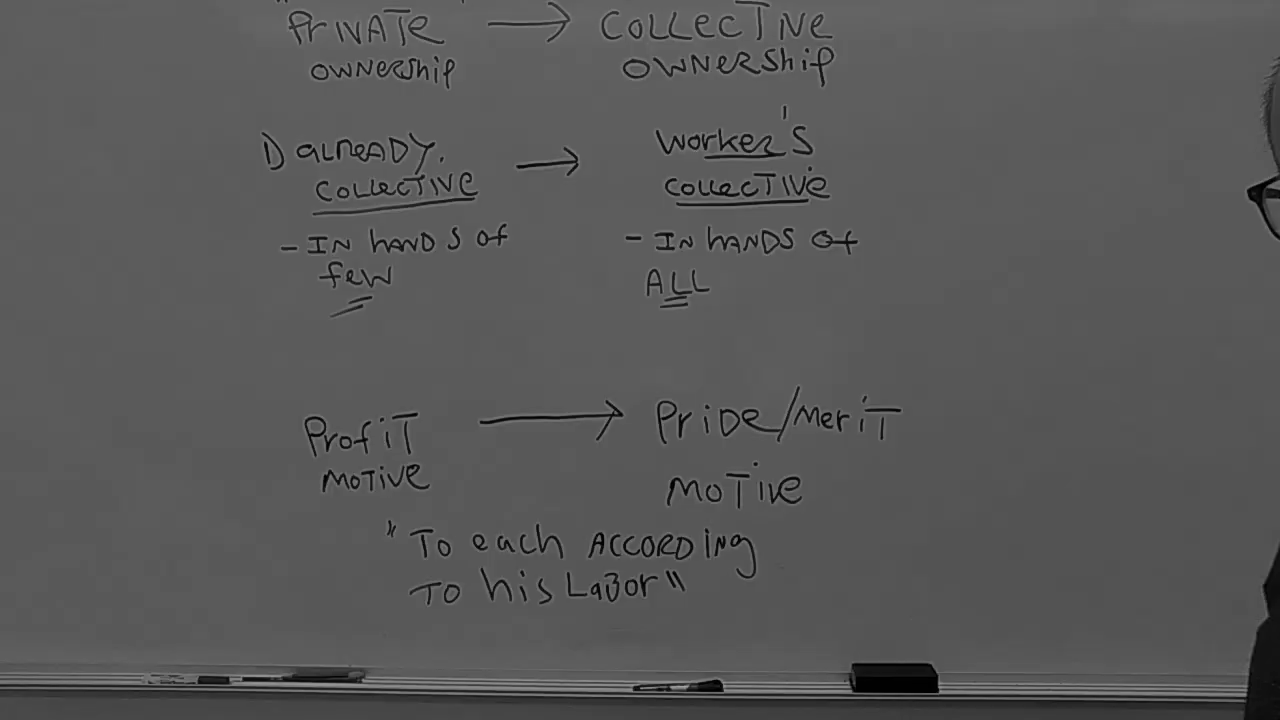 "PRIVATE" → COLLECTIVE
OWNERSHIP OWNERSHIP
1) ALREADY. → WORKER'S
COLLECTIVE COLLECTIVE
- IN HANDS OF - IN HANDS OF
FEW ALL
PROFIT → PRIDE/MERIT
MOTIVE MOTIVE
"TO EACH ACCORDING
TO HIS LABOR"